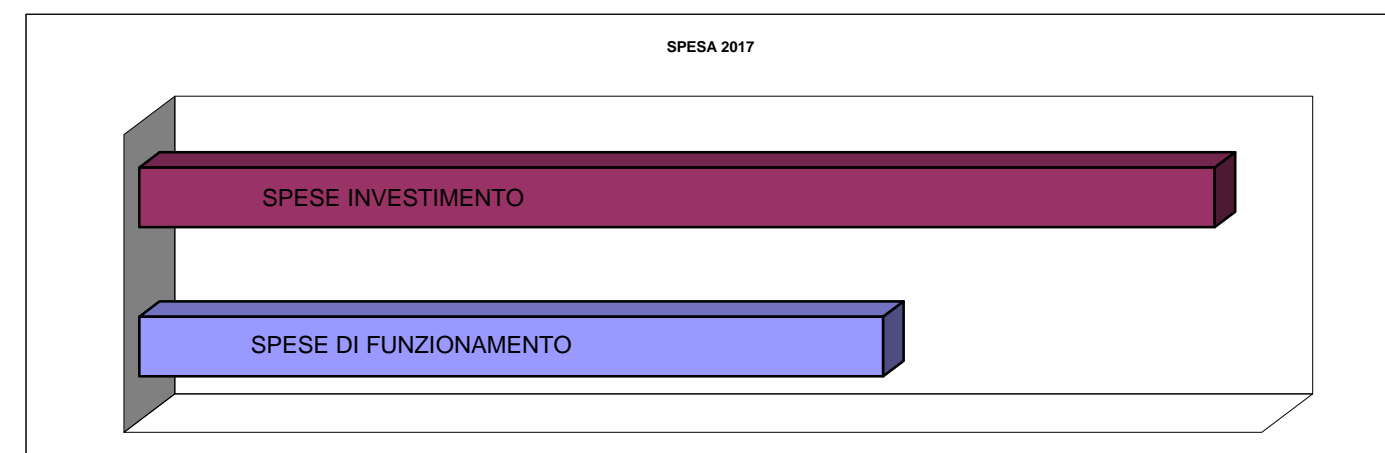 SPESA 2017
SPESE INVESTIMENTO
SPESE DI FUNZIONAMENTO